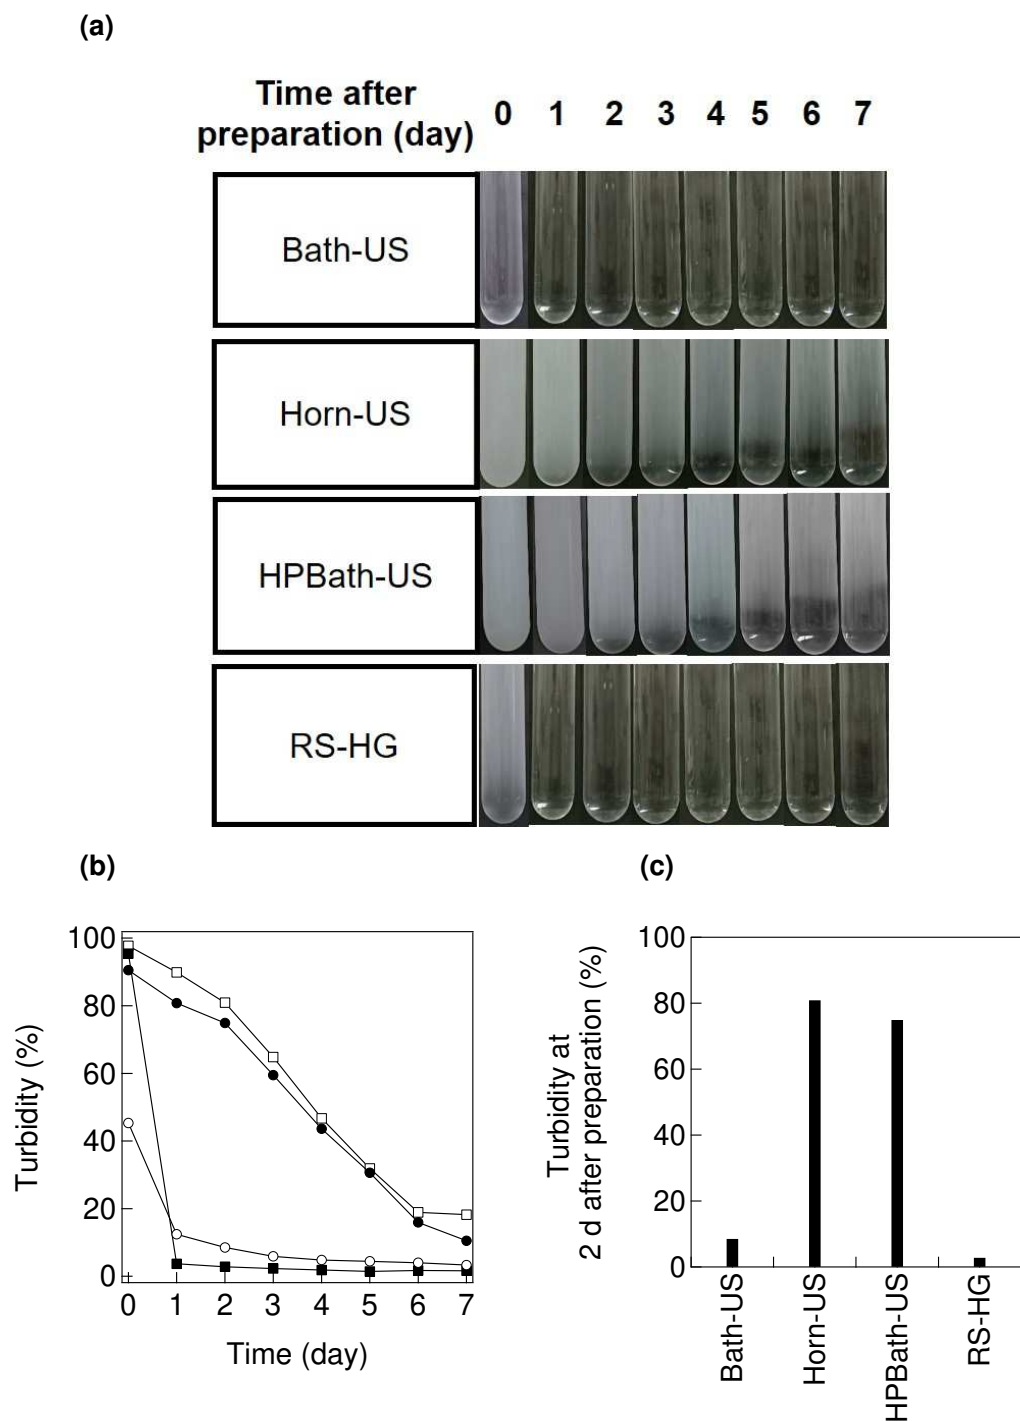 (a)
Time after
preparation (day)
0 1 2 3 4 5 6 7
Bath-US
Horn-US
HPBath-US
RS-HG
(b)
Turbidity (%)
100
80
60
40
20
0
0 1 2 3 4 5 6 7
Time (day)
(c)
Turbidity at
2 d after preparation (%)
100
80
60
40
20
0
Bath-US
Horn-US
HPBath-US
RS-HG